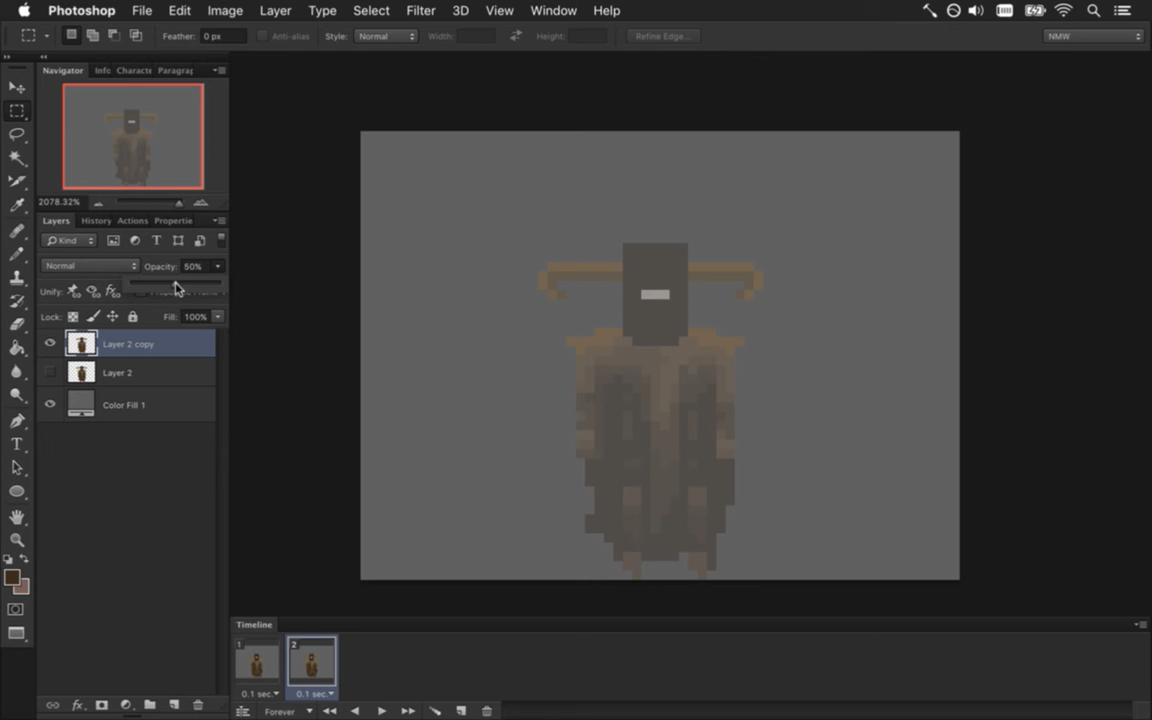 Photoshop File Edit Image Layer Type Select Filter 3D View Window Help
Feather: 0 px Anti-alias Style: Normal Width: Height: Refine Edge... NMW
Navigator Info Characte Paragrap
2078.32%
Layers History Actions Propertie
Kind
Normal Opacity: 50%
Unify:
Lock: Fill: 100%
Layer 2 copy
Layer 2
Color Fill 1
Timeline
1 2
0.1 sec. 0.1 sec.
Forever